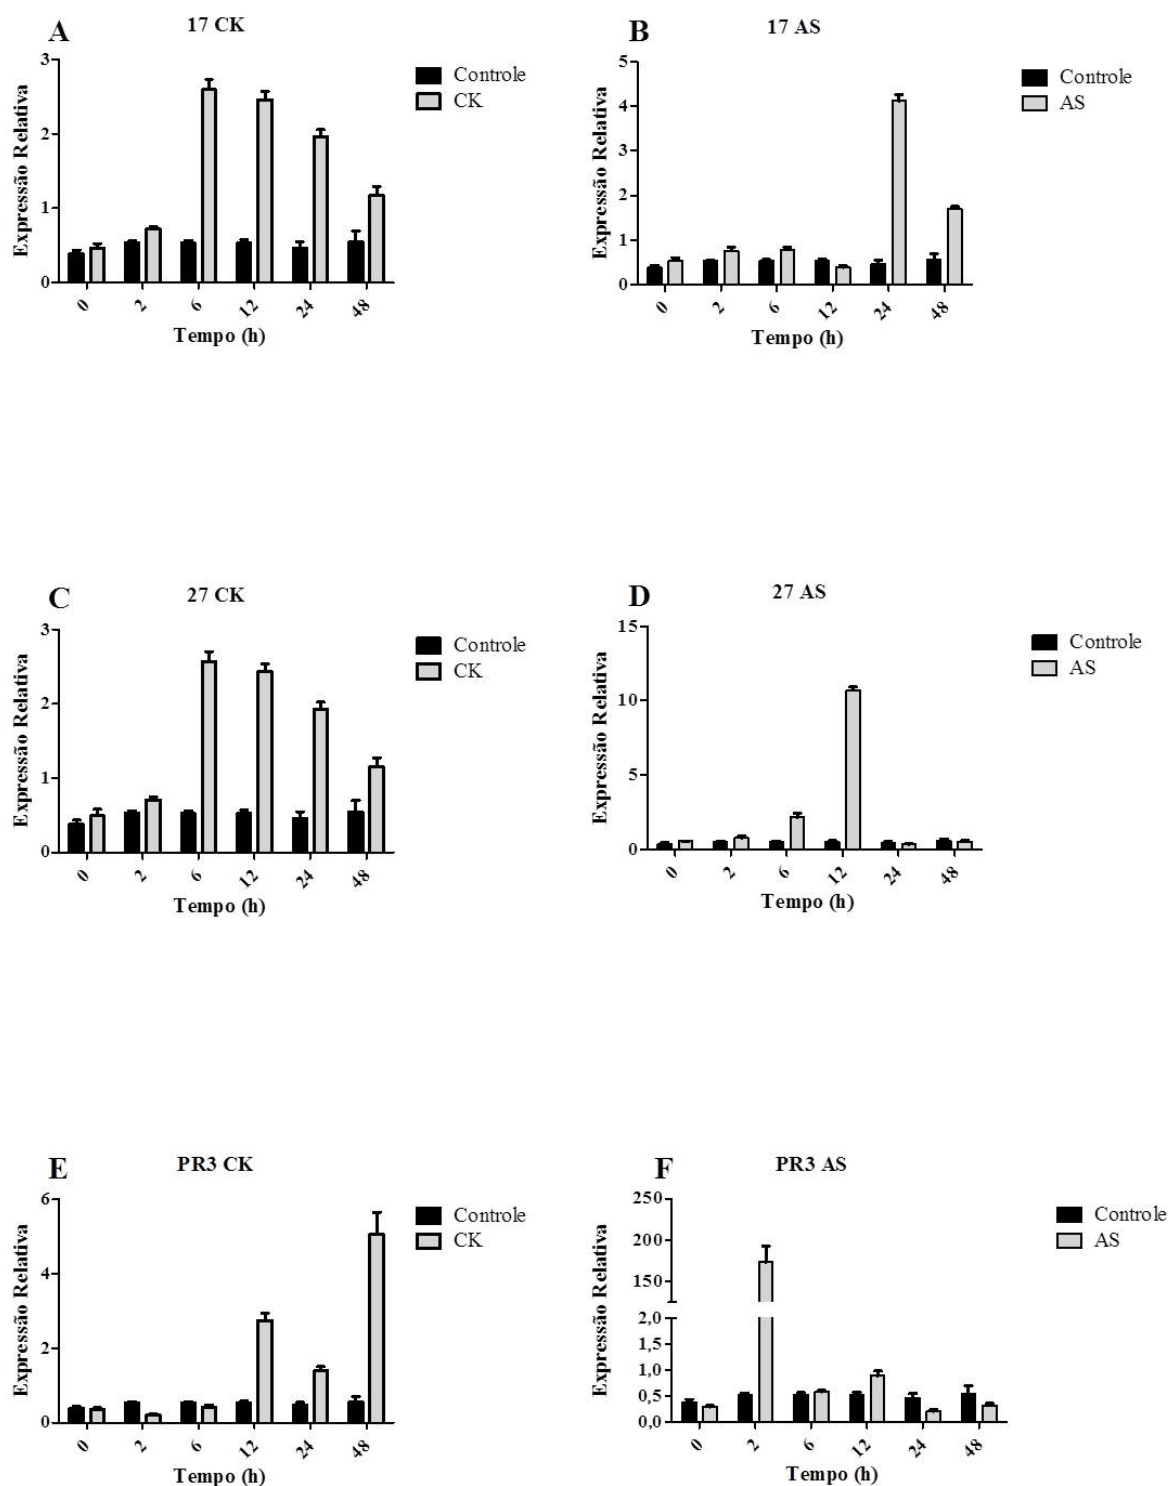 A
17 CK
Expressão Relativa
3
2
1
0
0
2
6
12
24
48
Tempo (h)
Controle
CK
B
17 AS
Expressão Relativa
5
4
3
2
1
0
0
2
6
12
24
48
Tempo (h)
Controle
AS
C
27 CK
Expressão Relativa
3
2
1
0
0
2
6
12
24
48
Tempo (h)
Controle
CK
D
27 AS
Expressão Relativa
15
10
5
0
0
2
6
12
24
48
Tempo (h)
Controle
AS
E
PR3 CK
Expressão Relativa
6
4
2
0
0
2
6
12
24
48
Tempo (h)
Controle
CK
F
PR3 AS
Expressão Relativa
250
200
150
2,0
1,5
1,0
0,5
0,0
0
2
6
12
24
48
Tempo (h)
Controle
AS